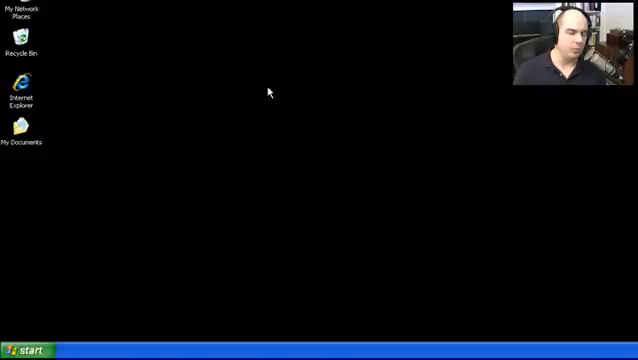 My Network
Places
Recycle Bin
Internet
Explorer
My Documents
start